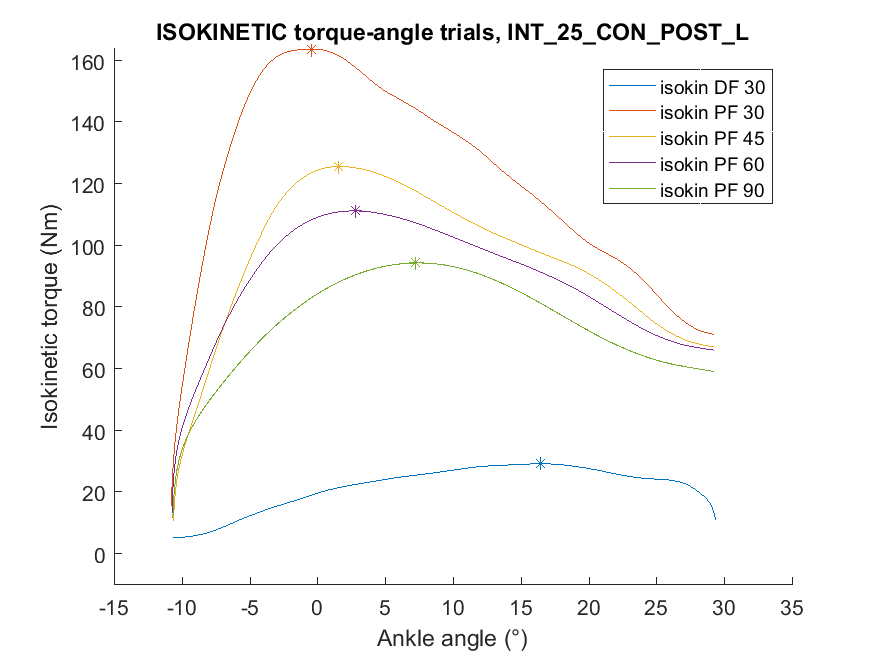 ISOKINETIC torque-angle trials, INT_25_CON_POST_L
160
140
120
100
80
60
40
20
0
Isokinetic torque (Nm)
isokin DF 30
isokin PF 30
isokin PF 45
isokin PF 60
isokin PF 90
-15 -10 -5 0 5 10 15 20 25 30 35
Ankle angle (°)